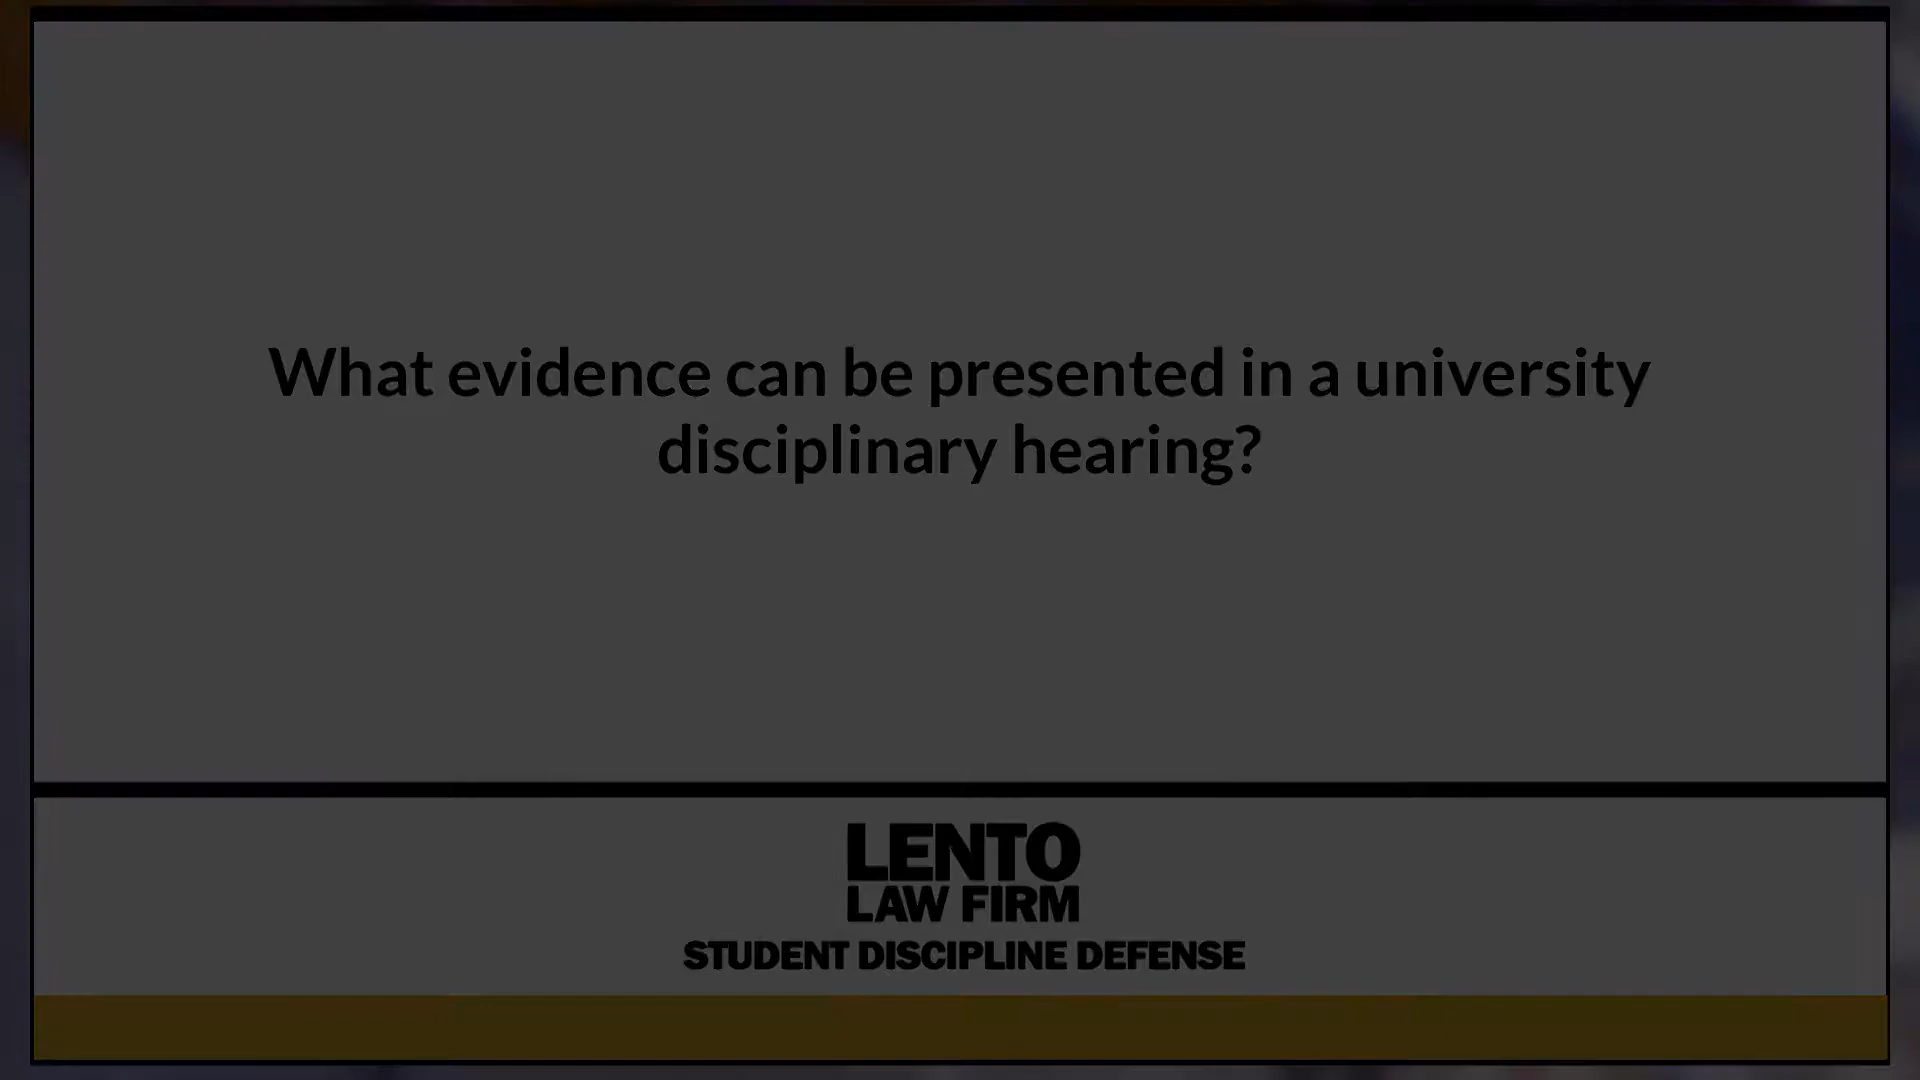 What evidence can be presented in a university
disciplinary hearing?
LENTO
LAW FIRM
STUDENT DISCIPLINE DEFENSE